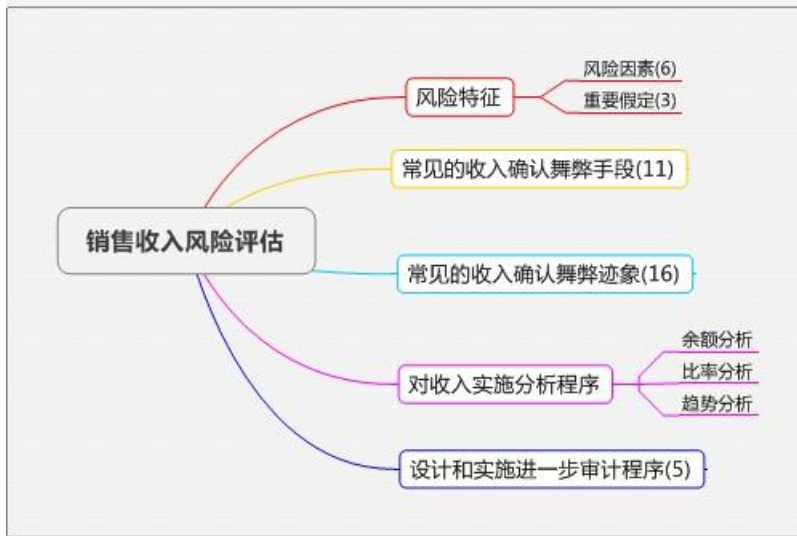 销售收入风险评估
风险特征
风险因素(6)
重要假定(3)
常见的收入确认舞弊手段(11)
常见的收入确认舞弊迹象(16)
对收入实施分析程序
余额分析
比率分析
趋势分析
设计和实施进一步审计程序(5)